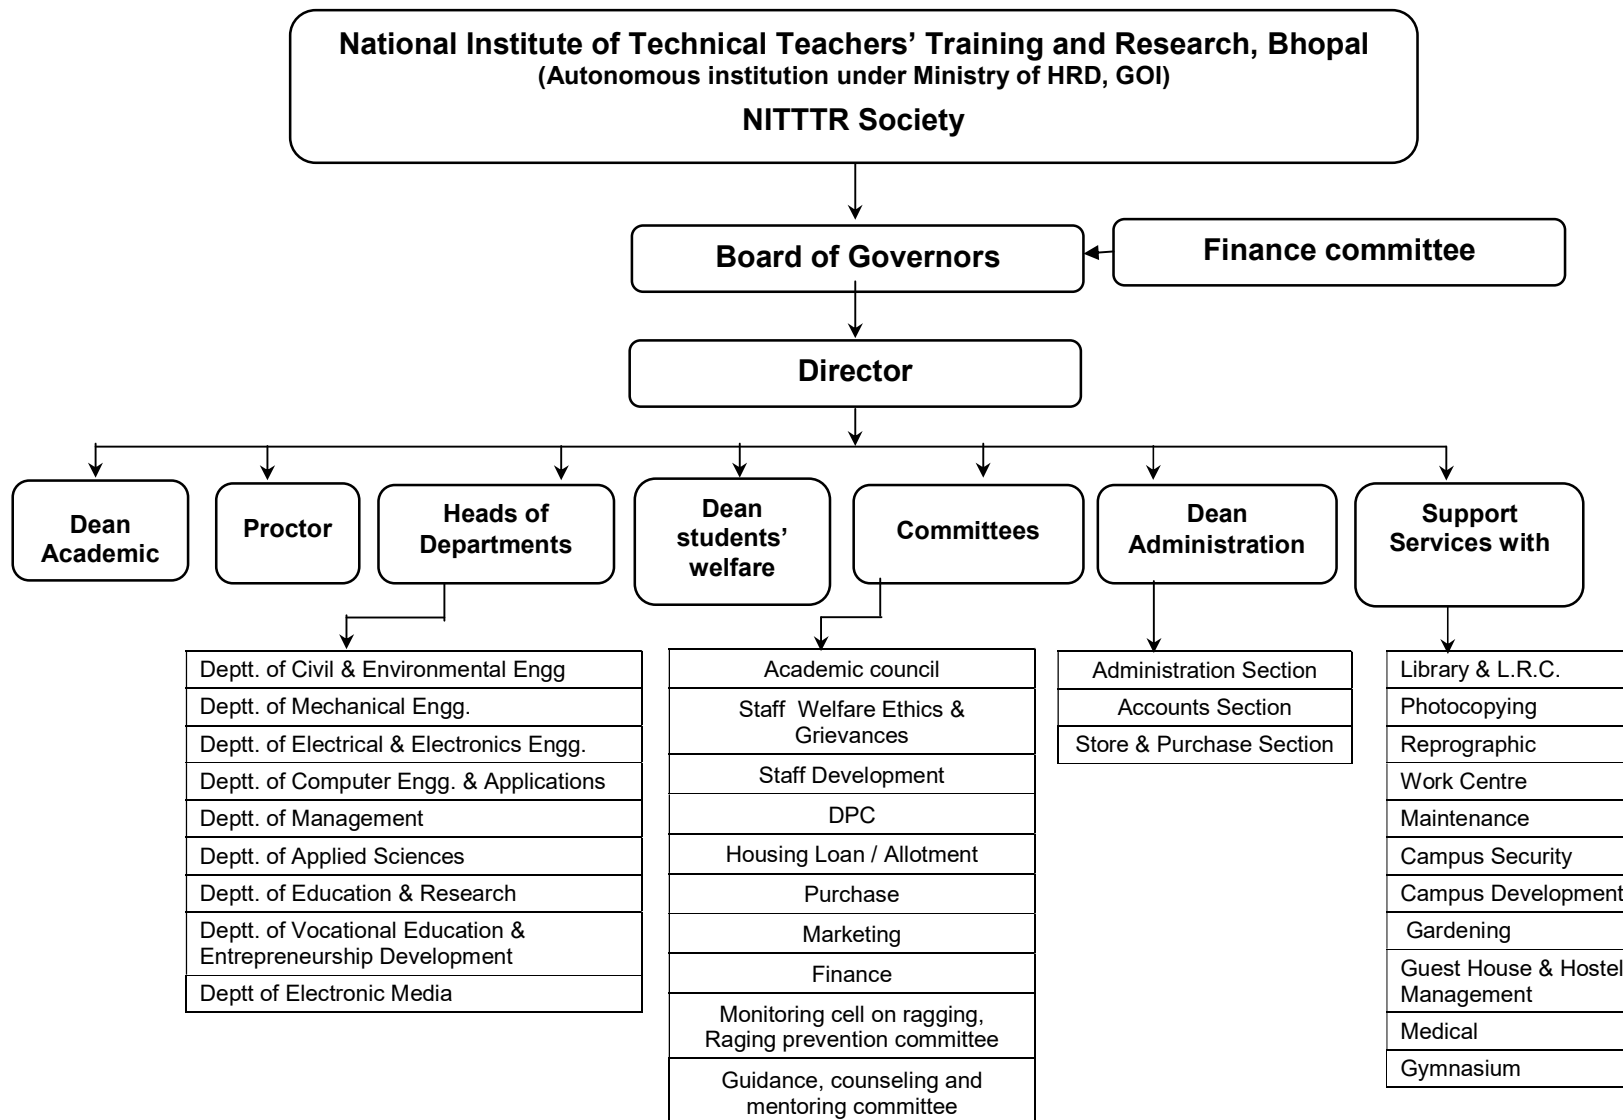 National Institute of Technical Teachers’ Training and Research, Bhopal
(Autonomous institution under Ministry of HRD, GOI)
NITTTR Society
Board of Governors
Finance committee
Director
Dean
Academic
Proctor
Heads of
Departments
Dean
students’
welfare
Committees
Dean
Administration
Support
Services with
Deptt. of Civil & Environmental Engg
Deptt. of Mechanical Engg.
Deptt. of Electrical & Electronics Engg.
Deptt. of Computer Engg. & Applications
Deptt. of Management
Deptt. of Applied Sciences
Deptt. of Education & Research
Deptt. of Vocational Education &
Entrepreneurship Development
Deptt of Electronic Media
Academic council
Staff Welfare Ethics &
Grievances
Staff Development
DPC
Housing Loan / Allotment
Purchase
Marketing
Finance
Monitoring cell on ragging,
Raging prevention committee
Guidance, counseling and
mentoring committee
Administration Section
Accounts Section
Store & Purchase Section
Library & L.R.C.
Photocopying
Reprographic
Work Centre
Maintenance
Campus Security
Campus Development
Gardening
Guest House & Hostel
Management
Medical
Gymnasium